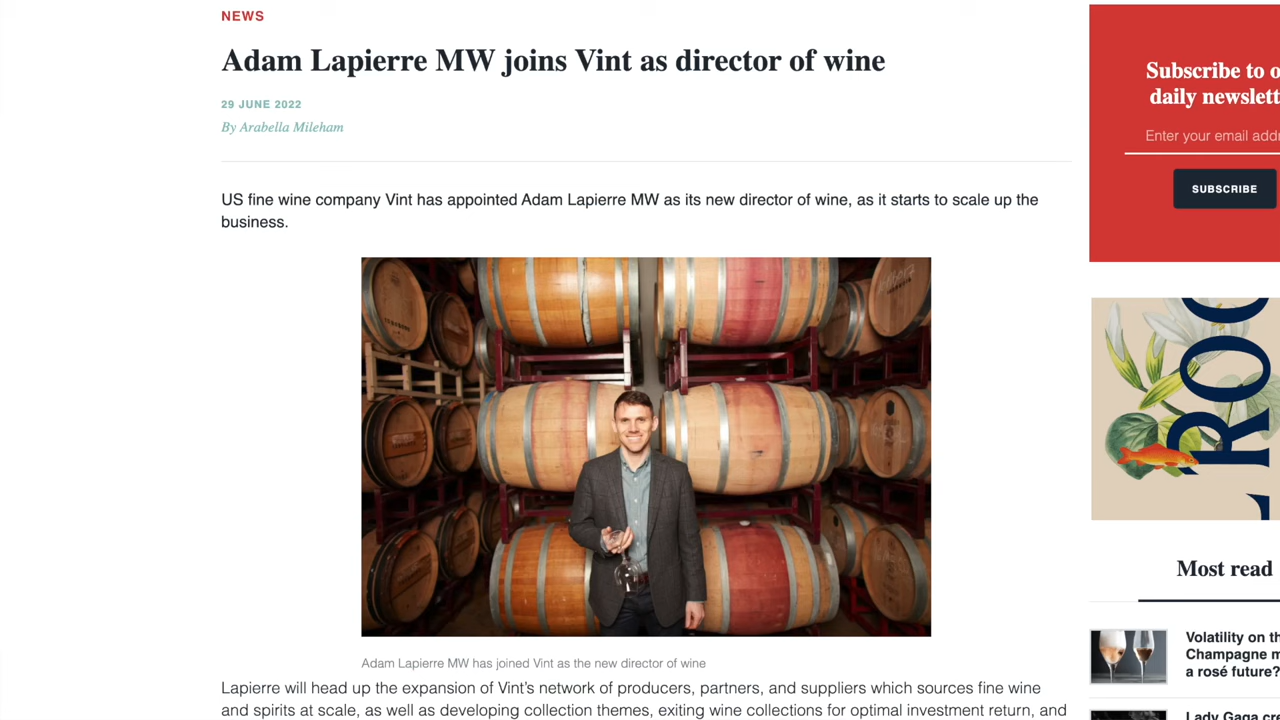 NEWS
Adam Lapierre MW joins Vint as director of wine
29 JUNE 2022
By Arabella Mileham
US fine wine company Vint has appointed Adam Lapierre MW as its new director of wine, as it starts to scale up the
business.
Adam Lapierre MW has joined Vint as the new director of wine
Lapierre will head up the expansion of Vint's network of producers, partners, and suppliers which sources fine wine
and spirits at scale, as well as developing collection themes, exiting wine collections for optimal investment return, and
Subscribe to
daily
Enter your email
SUBSCRIBE
Most read
Volatility on
Champagne
a rosé future?
Lady Gaga